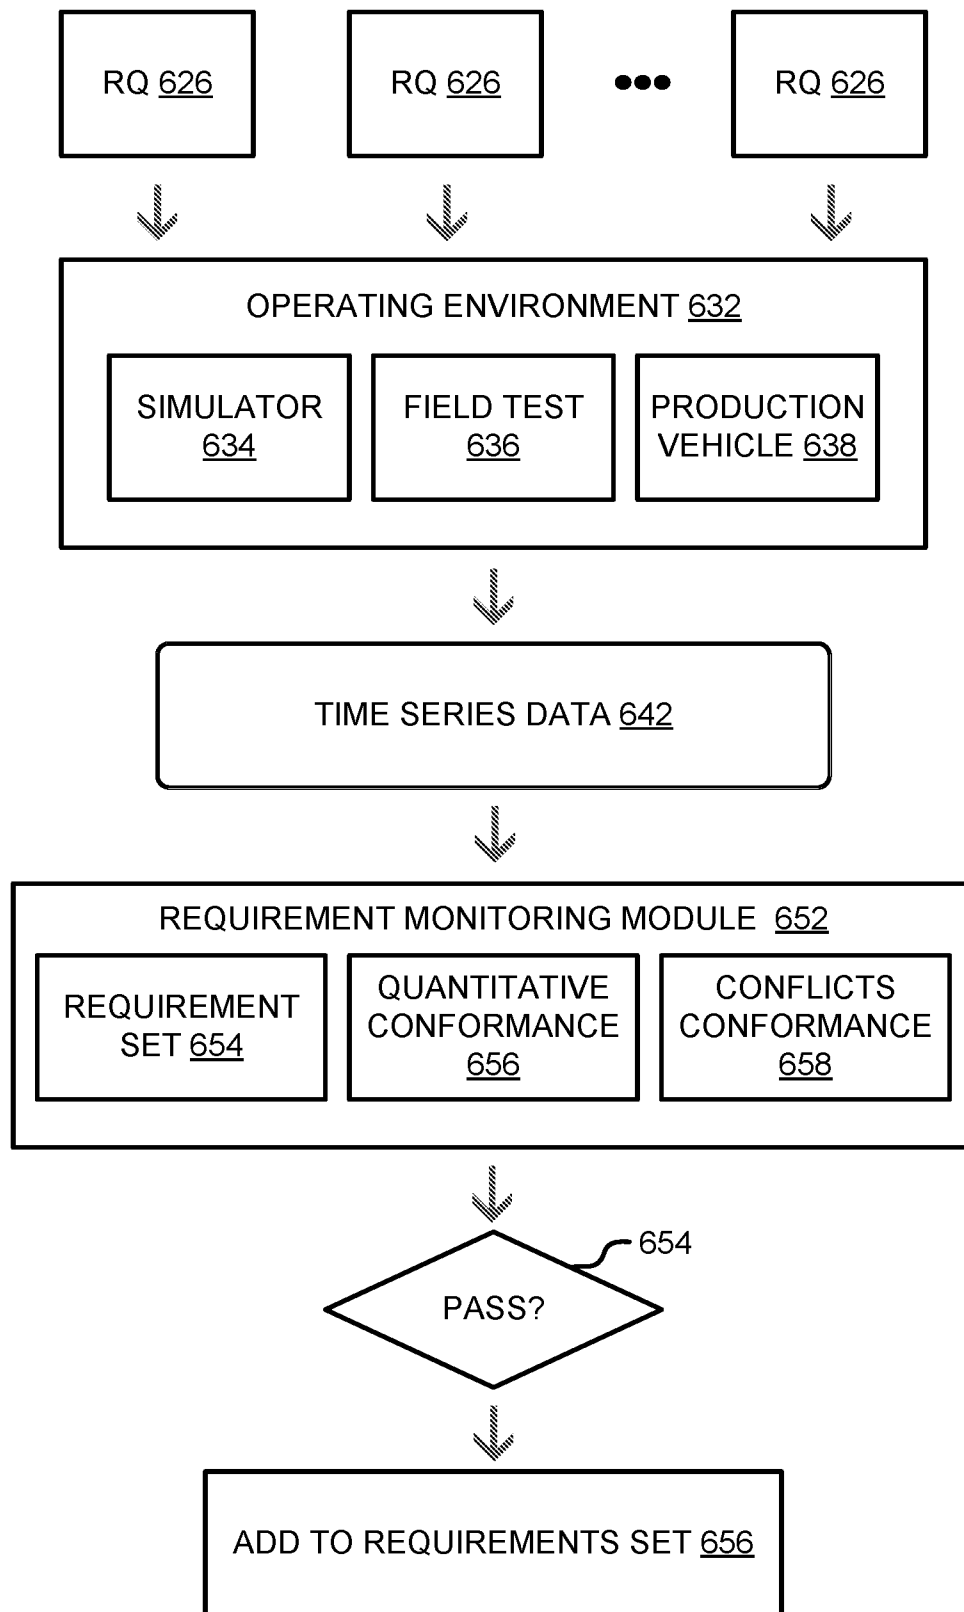 RQ 626
RQ 626
RQ 626
OPERATING ENVIRONMENT 632
SIMULATOR
634
FIELD TEST
636
PRODUCTION
VEHICLE 638
TIME SERIES DATA 642
REQUIREMENT MONITORING MODULE 652
REQUIREMENT
SET 654
QUANTITATIVE
CONFORMANCE
656
CONFLICTS
CONFORMANCE
658
654
PASS?
ADD TO REQUIREMENTS SET 656